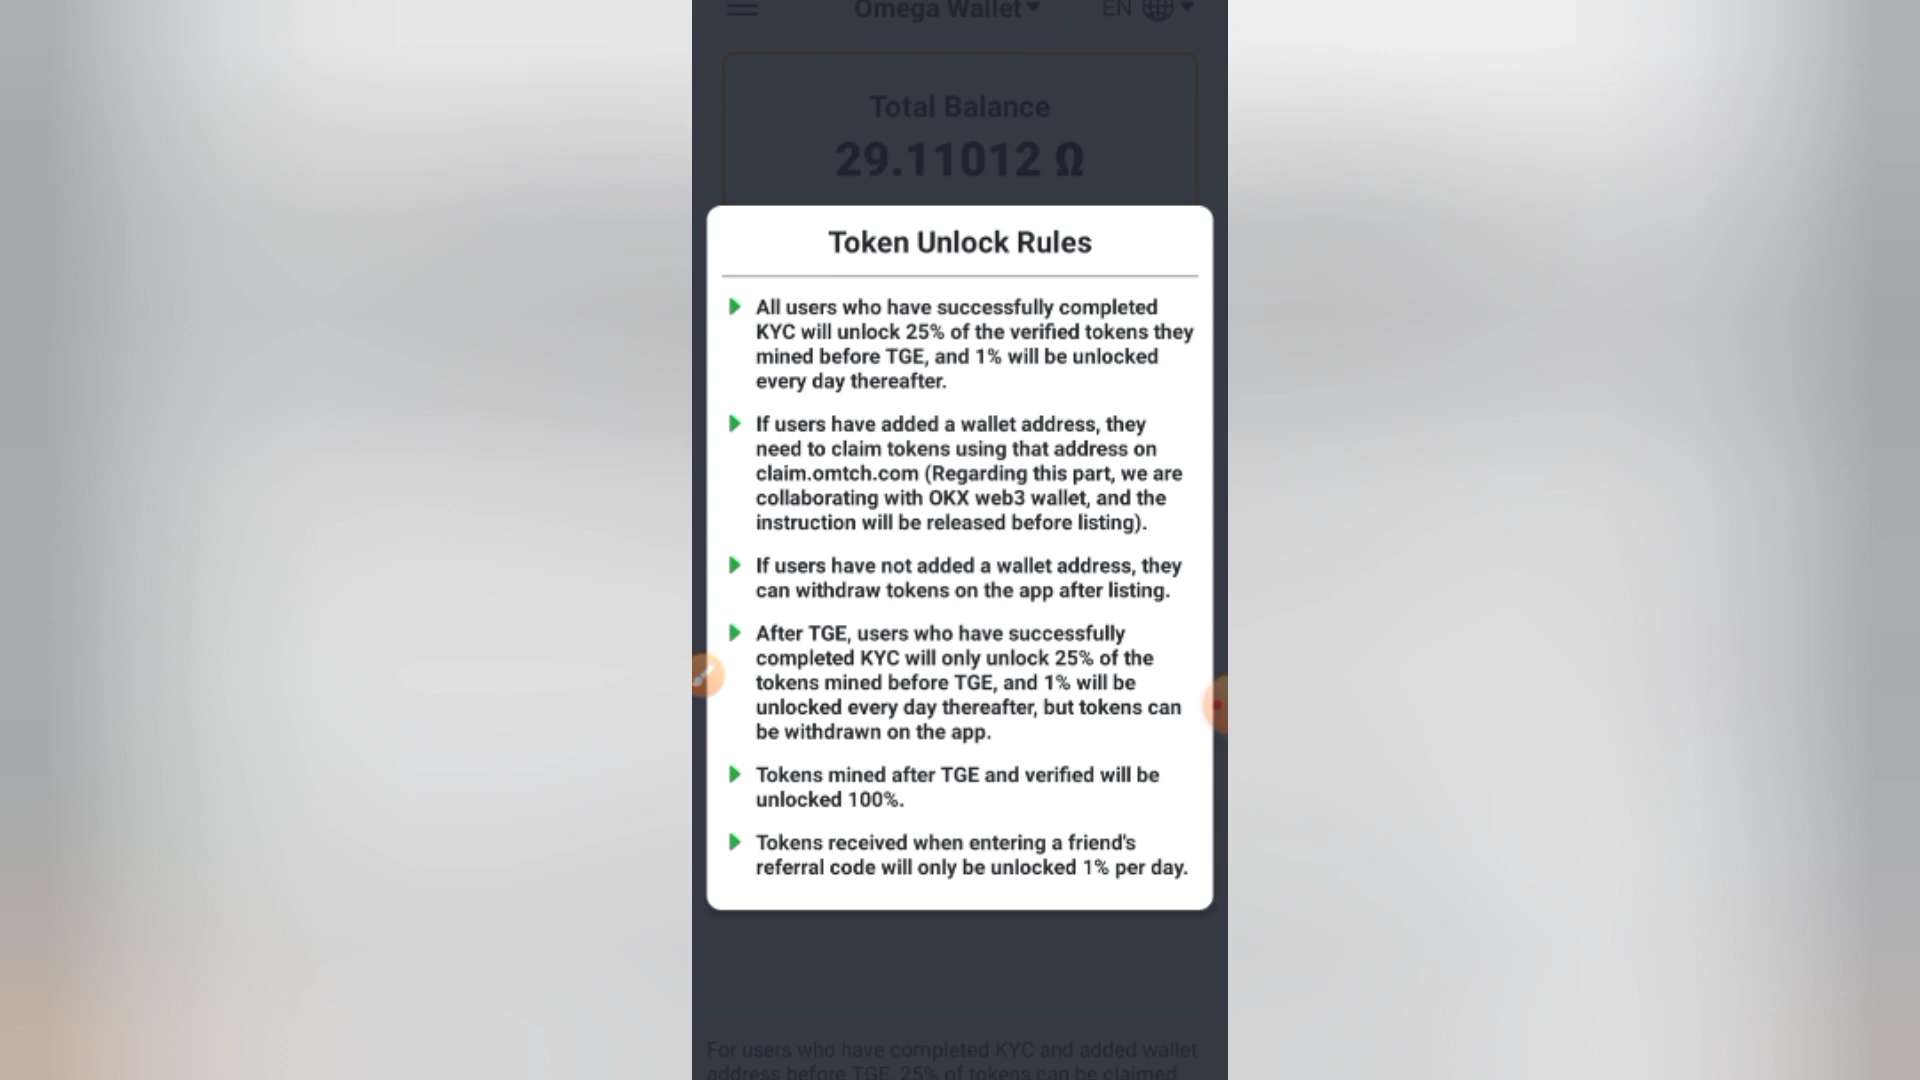 Omega Wallet
EN
Total Balance
29.11012 Ω
Token Unlock Rules
All users who have successfully completed
KYC will unlock 25% of the verified tokens they
mined before TGE, and 1% will be unlocked
every day thereafter.
If users have added a wallet address, they
need to claim tokens using that address on
claim.omtch.com (Regarding this part, we are
collaborating with OKX web3 wallet, and the
instruction will be released before listing).
If users have not added a wallet address, they
can withdraw tokens on the app after listing.
After TGE, users who have successfully
completed KYC will only unlock 25% of the
tokens mined before TGE, and 1% will be
unlocked every day thereafter, but tokens can
be withdrawn on the app.
Tokens mined after TGE and verified will be
unlocked 100%.
Tokens received when entering a friend's
referral code will only be unlocked 1% per day.
For users who have completed KYC and added wallet
address before TGE, 25% of tokens can be claimed